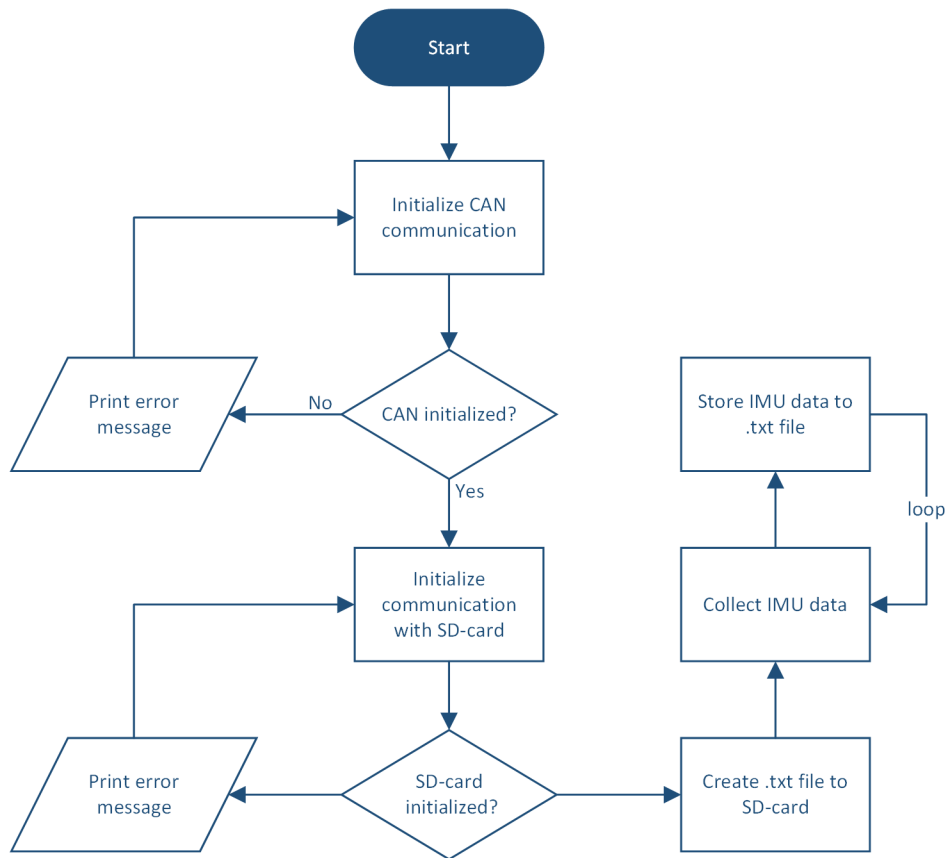 Start
Initialize CAN
communication
Print error
message
No
CAN initialized?
Yes
Store IMU data to
.txt file
loop
Initialize
communication
with SD-card
Collect IMU data
Print error
message
SD-card
initialized?
Create .txt file to
SD-card